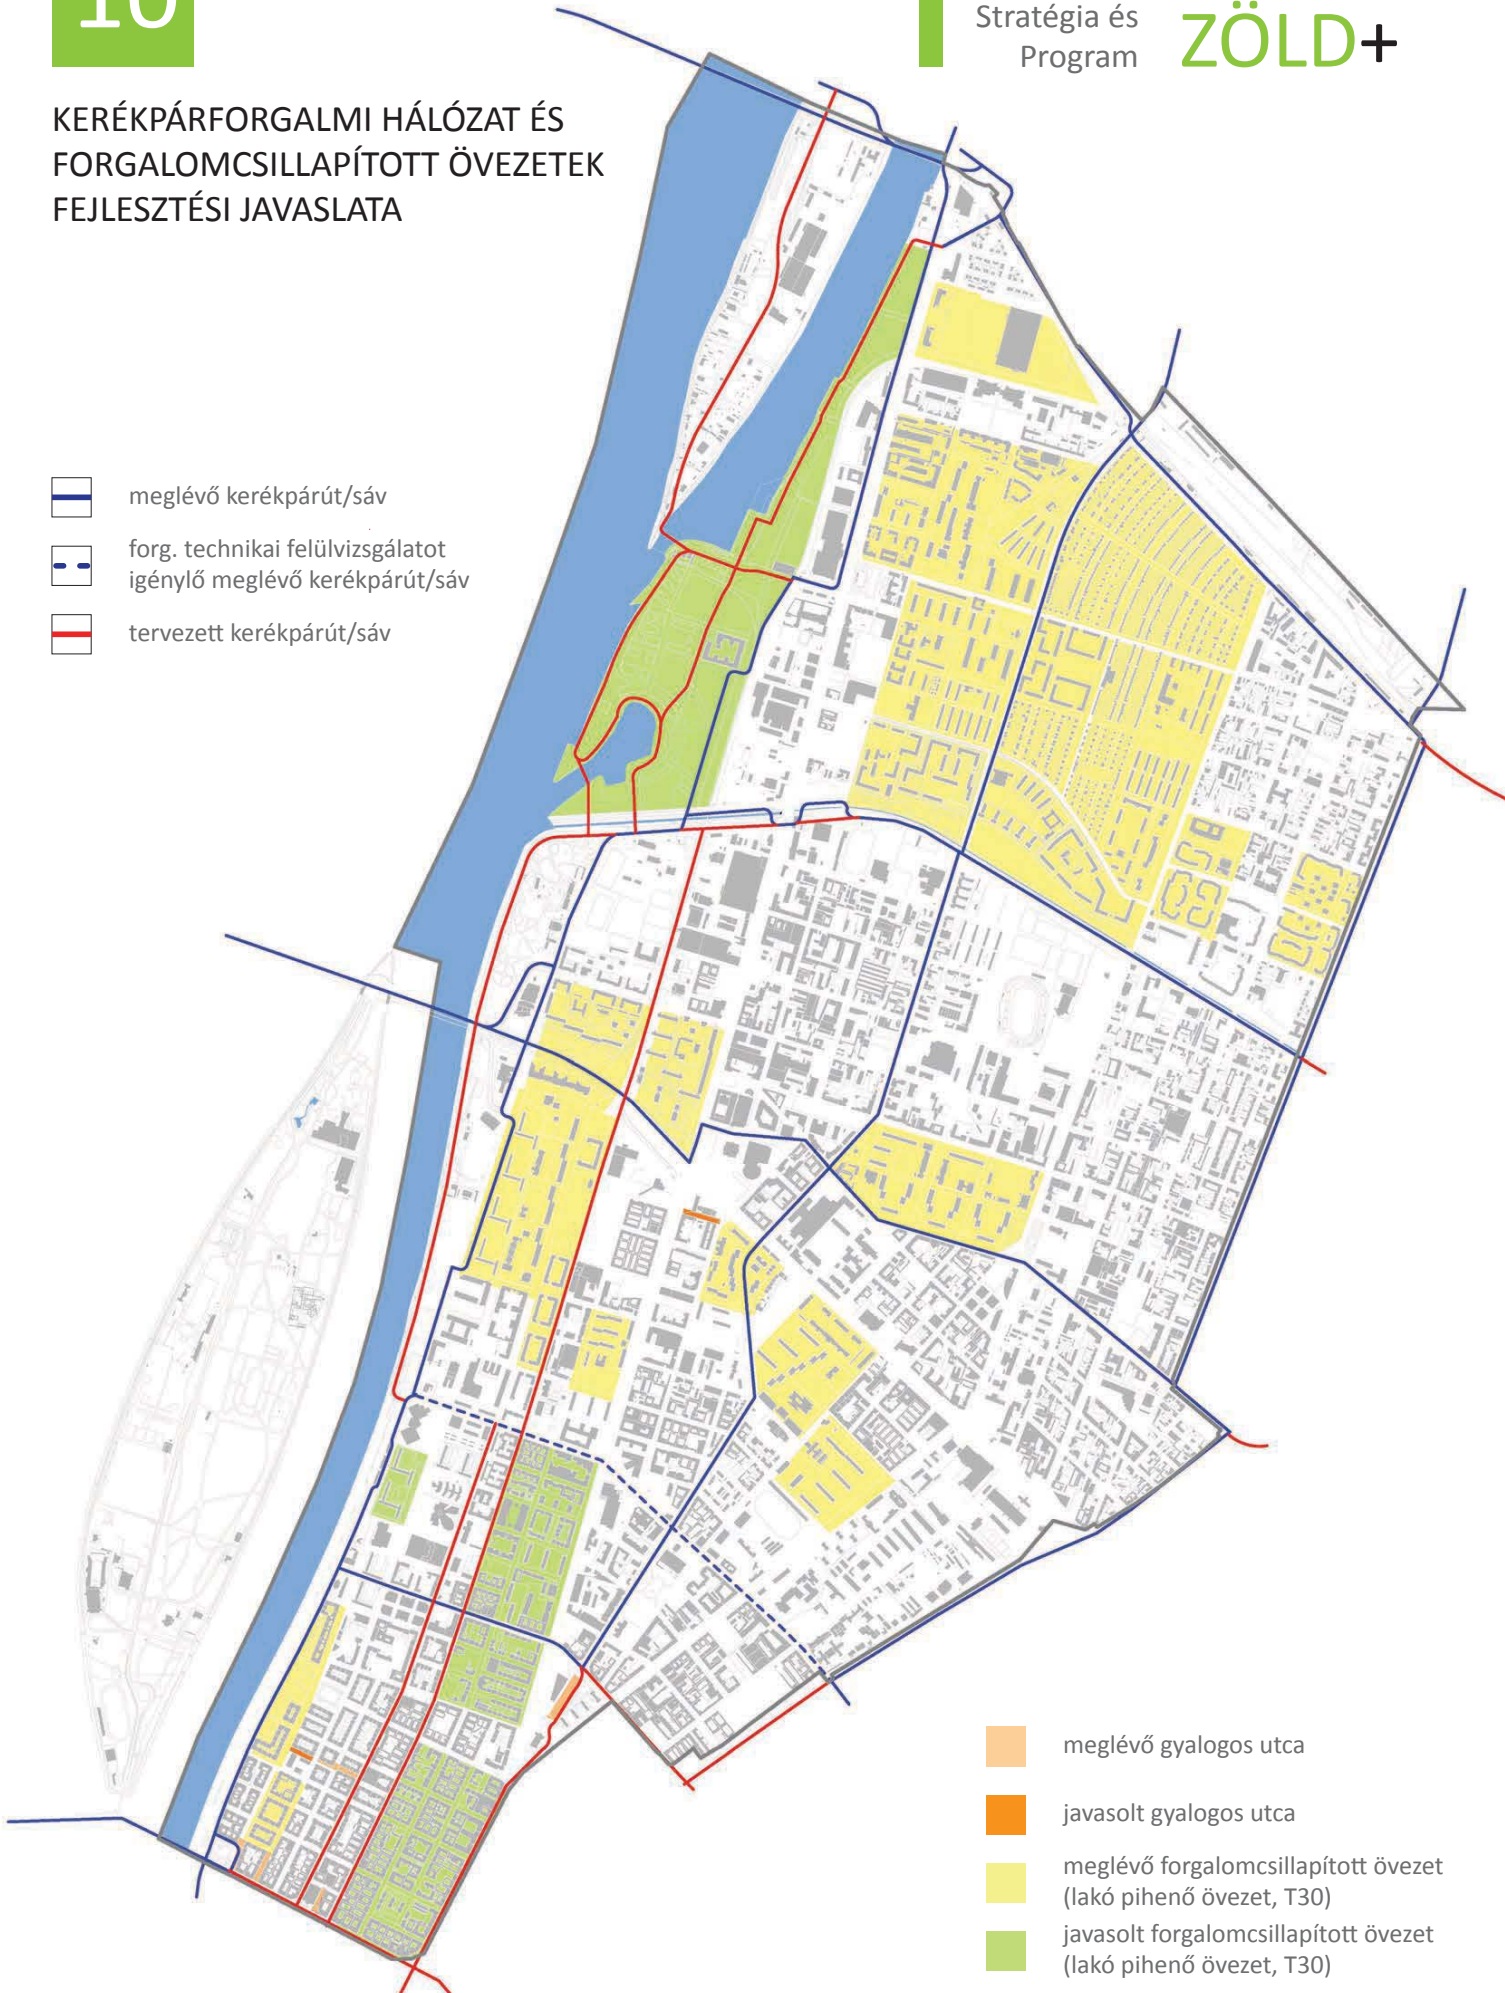 10
Stratégia és
Program
ZÖLD+
KERÉKPÁRFORGALMI HÁLÓZAT ÉS
FORGALOMCSILLAPÍTOTT ÖVEZETEK
FEJLESZTÉSI JAVASLATA
meglévő kerékpárút/sáv
forg. technikai felülvizsgálatot
igénylő meglévő kerékpárút/sáv
tervezett kerékpárút/sáv
meglévő gyalogos utca
javasolt gyalogos utca
meglévő forgalomcsillapított övezet
(lakó pihenő övezet, T30)
javasolt forgalomcsillapított övezet
(lakó pihenő övezet, T30)